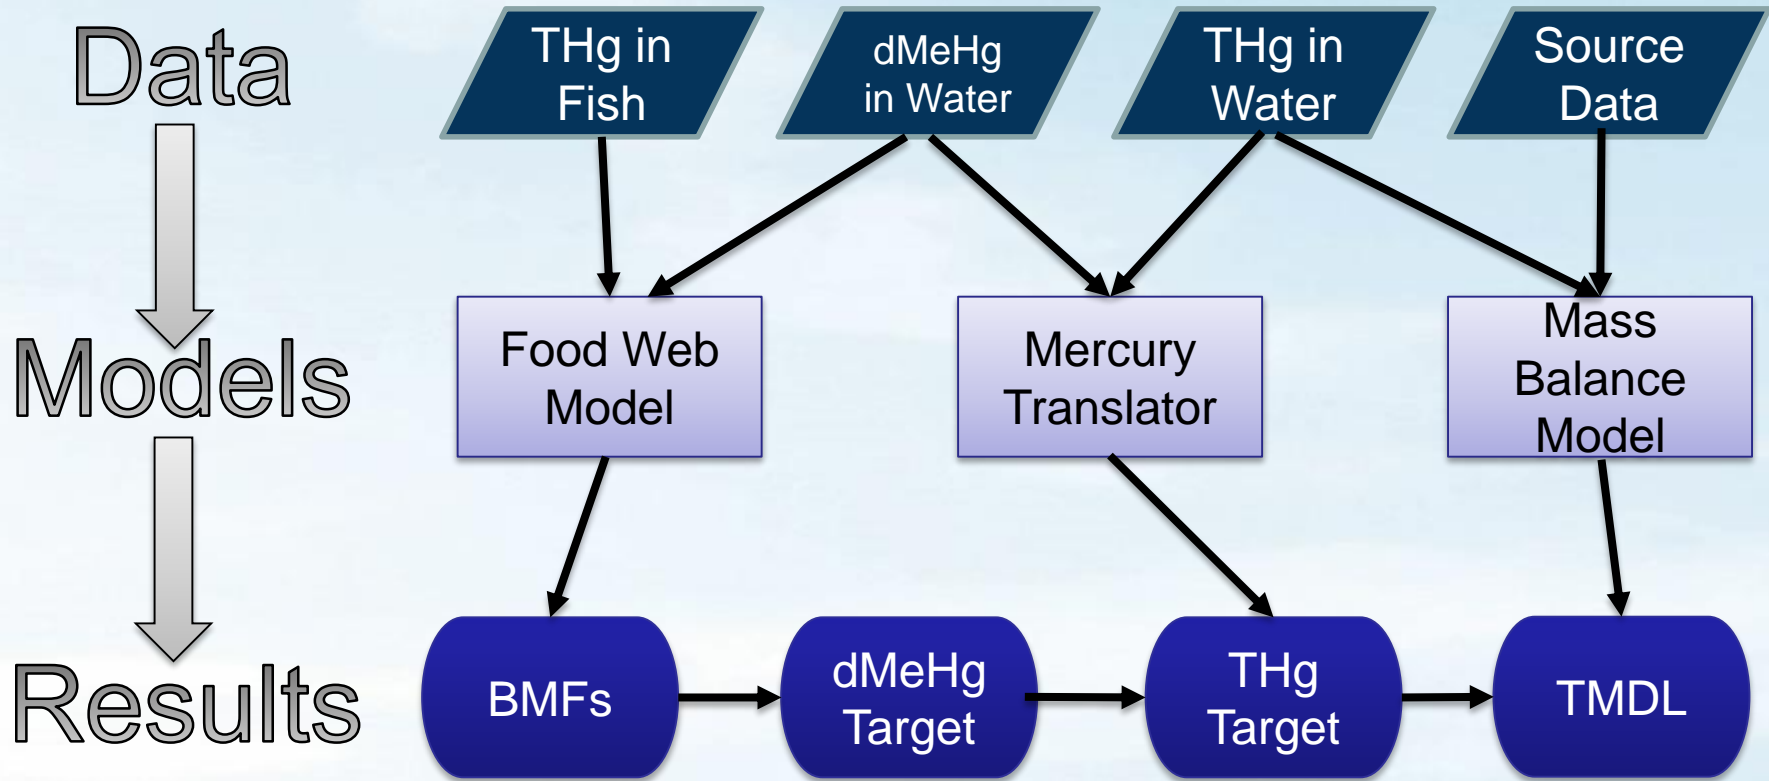 Data
THg in
Fish
dMeHg
in Water
THg in
Water
Source
Data
Models
Food Web
Model
Mercury
Translator
Mass
Balance
Model
Results
BMFs
dMeHg
Target
THg
Target
TMDL